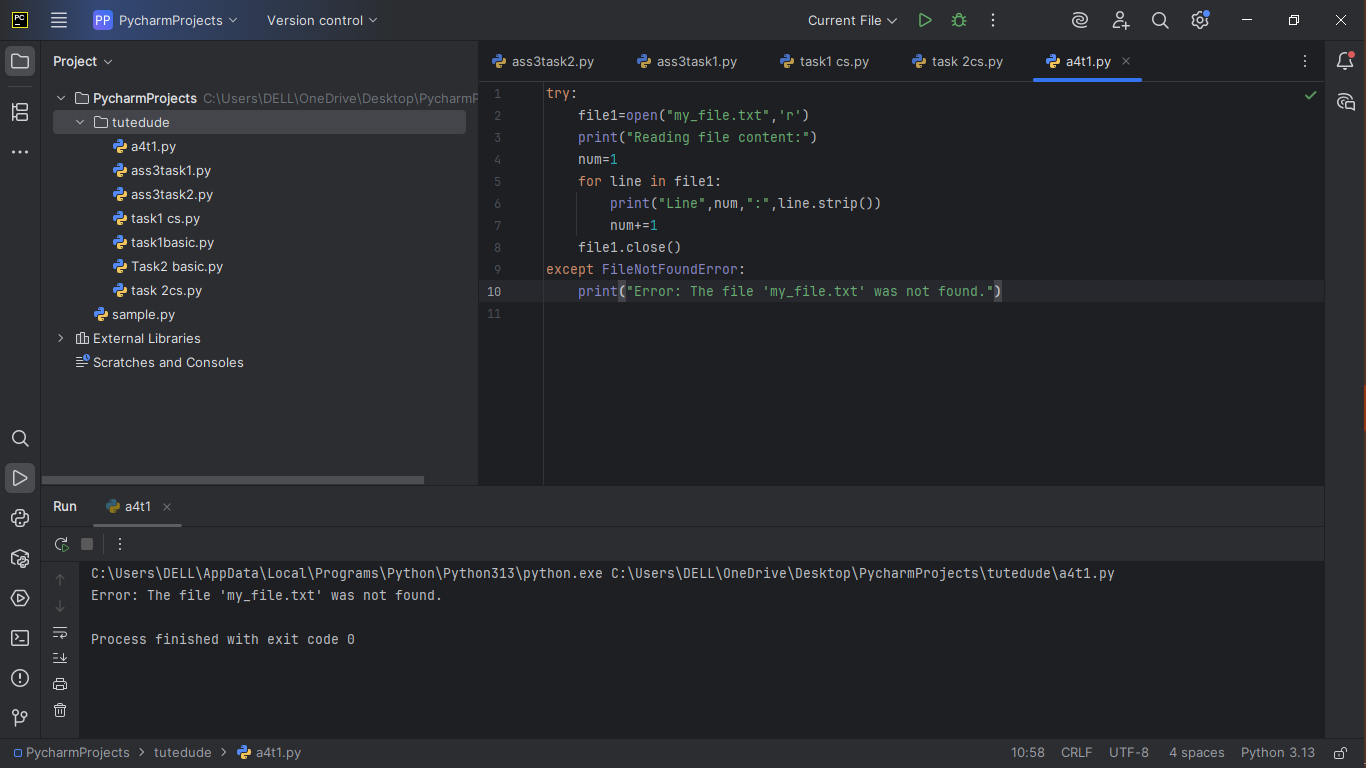 PC
PP PycharmProjects Version control Current File
Project
PycharmProjects C:\Users\DELL\OneDrive\Desktop\PycharmP
tutedude
a4t1.py
ass3task1.py
ass3task2.py
task1 cs.py
task1basic.py
Task2 basic.py
task 2cs.py
sample.py
External Libraries
Scratches and Consoles
ass3task2.py ass3task1.py task1 cs.py task 2cs.py a4t1.py
1 try:
2 file1=open("my_file.txt",'r')
3 print("Reading file content:")
4 num=1
5 for line in file1:
6 print("Line",num,":",line.strip())
7 num+=1
8 file1.close()
9 except FileNotFoundError:
10 print("Error: The file 'my_file.txt' was not found.")
11
Run a4t1
C:\Users\DELL\AppData\Local\Programs\Python\Python313\python.exe C:\Users\DELL\OneDrive\Desktop\PycharmProjects\tutedude\a4t1.py
Error: The file 'my_file.txt' was not found.
Process finished with exit code 0
PycharmProjects > tutedude > a4t1.py 10:58 CRLF UTF-8 4 spaces Python 3.13